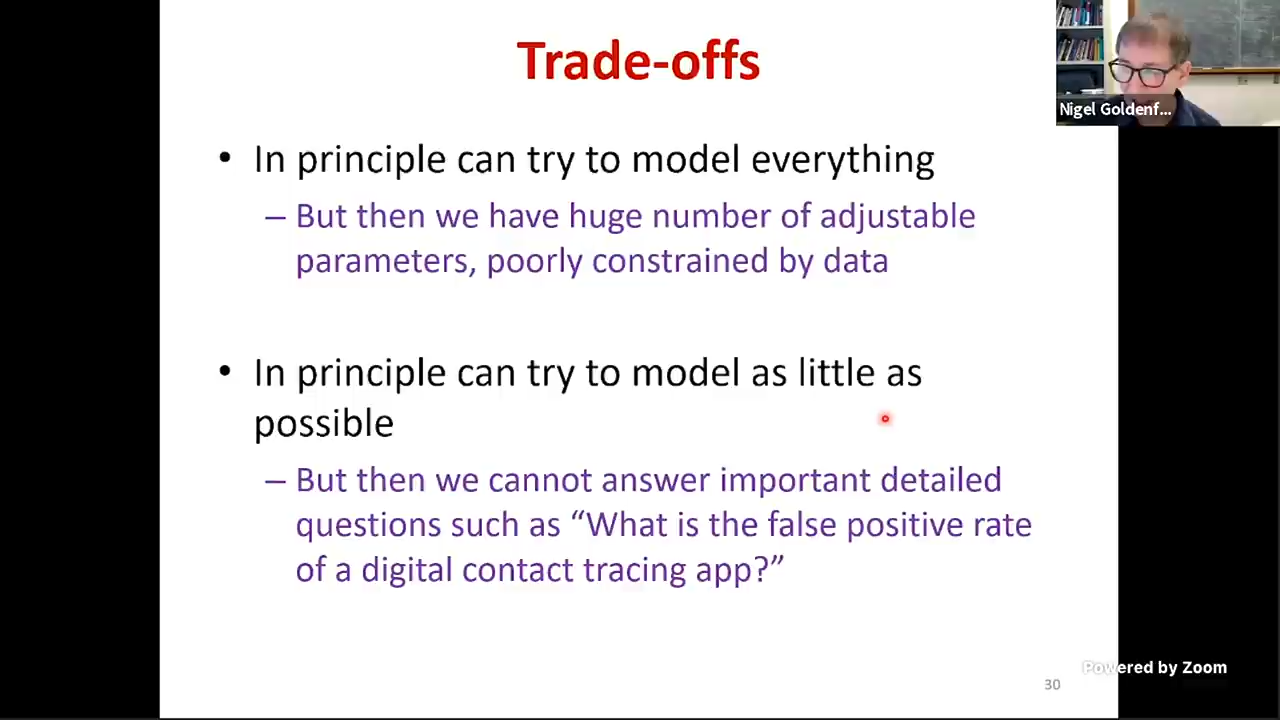 Trade-offs
Nigel Goldenf...
• In principle can try to model everything
– But then we have huge number of adjustable
parameters, poorly constrained by data
• In principle can try to model as little as
possible
– But then we cannot answer important detailed
questions such as “What is the false positive rate
of a digital contact tracing app?”
Powered by Zoom
30